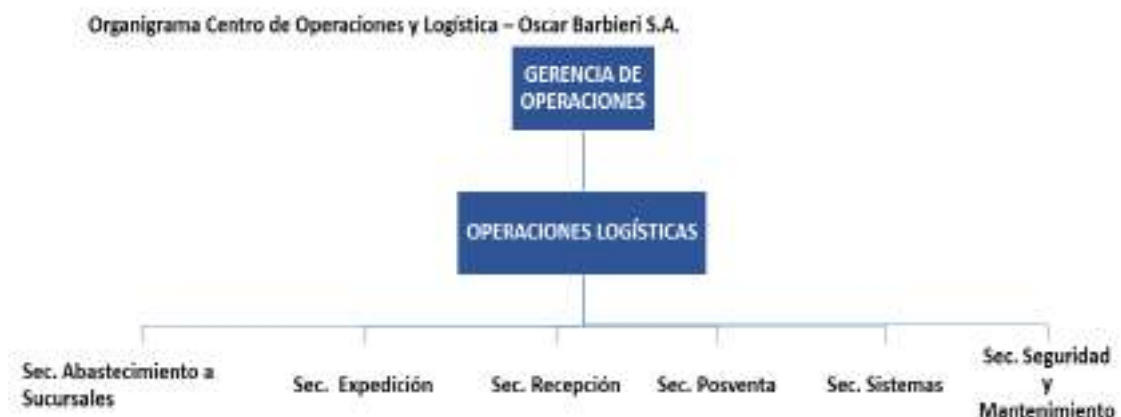 Organigrama Centro de Operaciones y Logística – Oscar Barbieri S.A.
GERENCIA DE
OPERACIONES
OPERACIONES LOGÍSTICAS
Sec. Abastecimiento a
Sucursales
Sec. Expedición
Sec. Recepción
Sec. Posventa
Sec. Sistemas
Sec. Seguridad
y
Mantenimiento